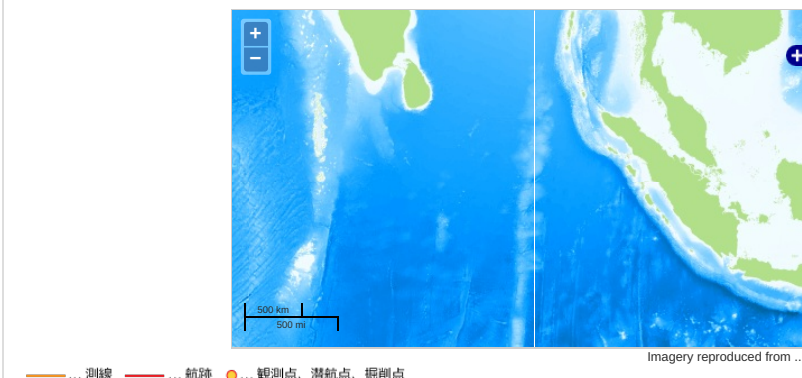 +
−
+
500 km
500 mi
Imagery reproduced from ...
... 測線 ... 航跡 ... 観測点、潜航点、掘削点